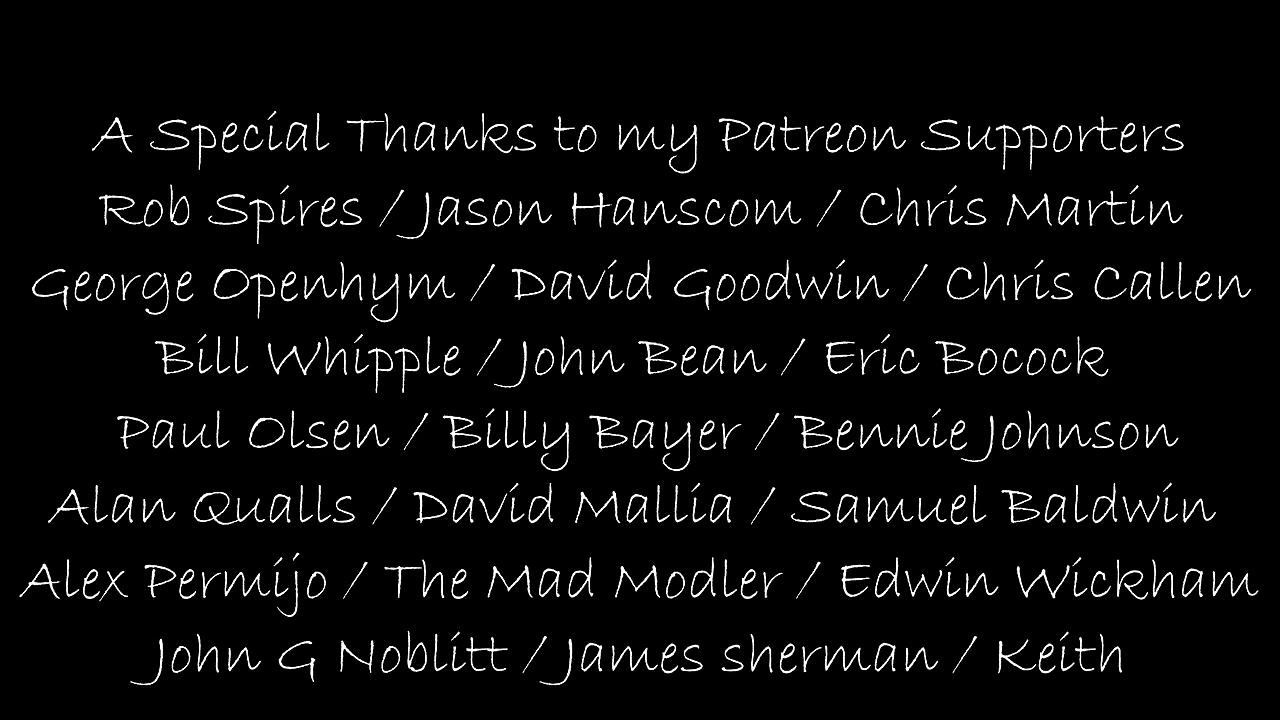 A Special Thanks to my Patreon Supporters
Rob Spires / Jason Hanscom / Chris Martin
George Openhym / David Goodwin / Chris Callen
Bill Whipple / John Bean / Eric Bocock
Paul Olsen / Billy Bayer / Bennie Johnson
Alan Qualls / David Mallia / Samuel Baldwin
Alex Permijo / The Mad Modler / Edwin Wickham
John G Noblitt / James sherman / Keith